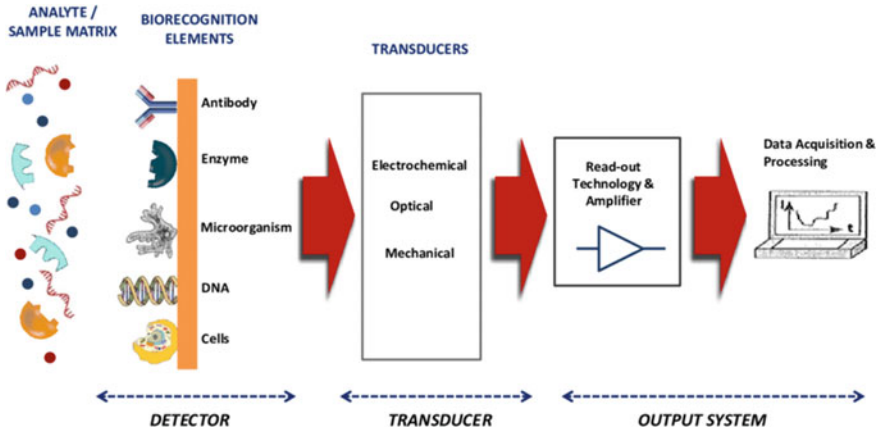 ANALYTE /
SAMPLE MATRIX
BIORECOGNITION
ELEMENTS
Antibody
Enzyme
Microorganism
DNA
Cells
TRANSDUCERS
Electrochemical
Optical
Mechanical
Read-out
Technology &
Amplifier
Data Acquisition &
Processing
I
t
DETECTOR
TRANSDUCER
OUTPUT SYSTEM